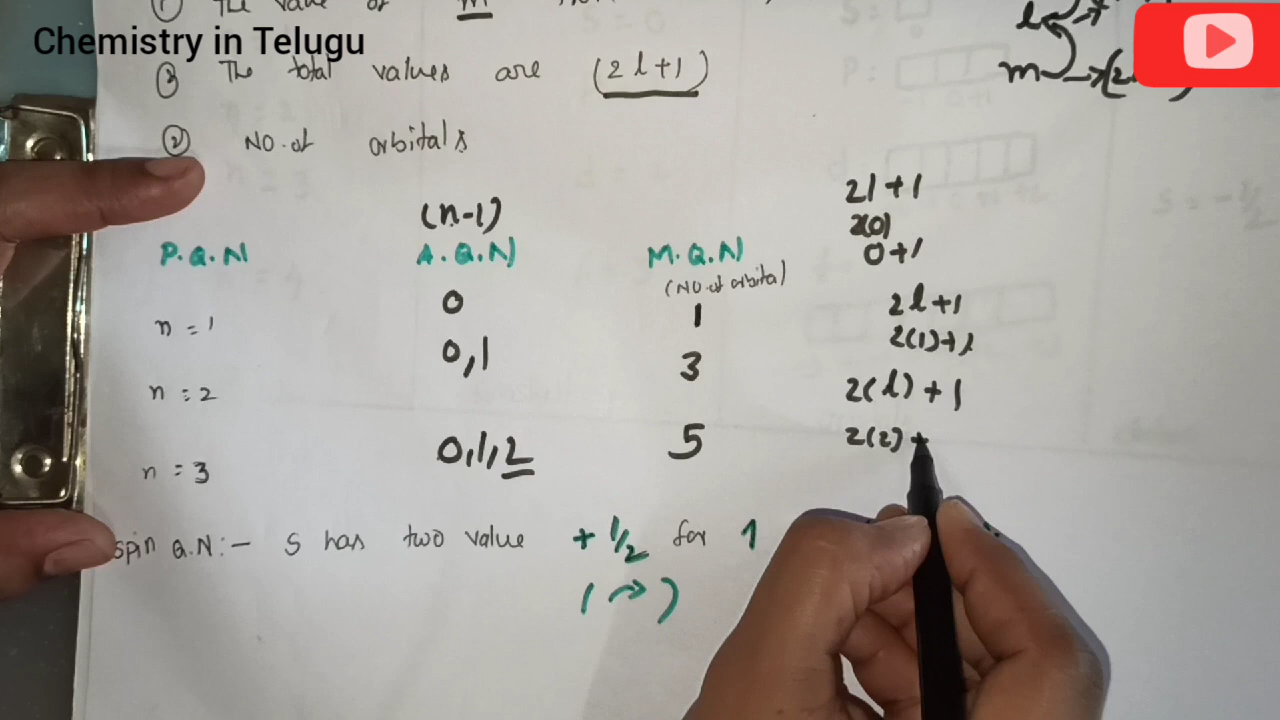 Chemistry in Telugu
③ The total values are (2l+1)
② No. of orbitals
(n-1)
P.Q.N A.Q.N M.Q.N
(No. of orbital)
n = 1 0 1
n = 2 0,1 3
n = 3 0,1,2 5
2l+1
2(0)
0+1
2l+1
2(1)+1
2(l)+1
2(2)+
spin Q.N:- s has two value +1/2 for 1
(↷)
l
m → (2